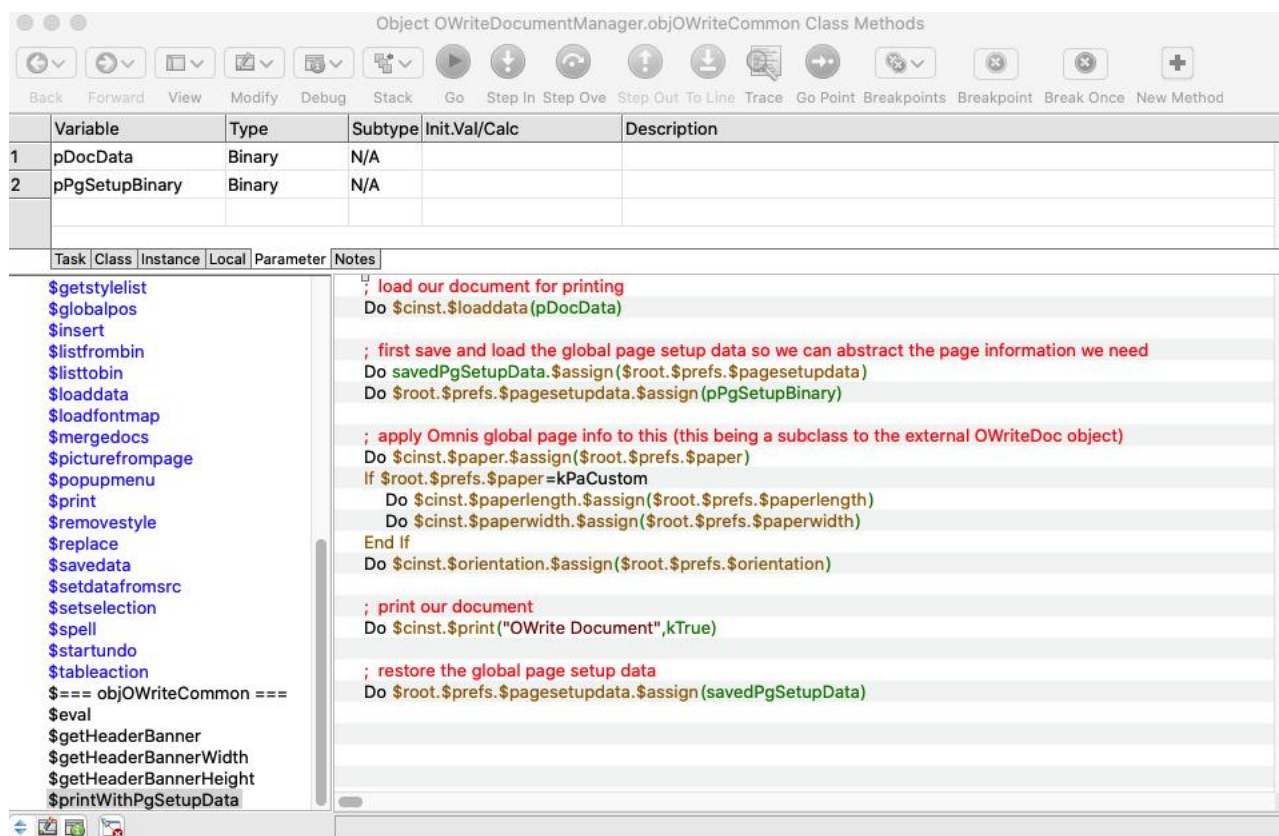 Object OWriteDocumentManager.objOWriteCommon Class Methods
Back Forward View Modify Debug Stack Go Step In Step Ove Step Out To Line Trace Go Point Breakpoints Breakpoint Break Once New Method
Variable Type Subtype Init.Val/Calc Description
1 pDocData Binary N/A
2 pPgSetupBinary Binary N/A
Task Class Instance Local Parameter Notes
$getstylelist
$globalpos
$insert
$listfrombin
$listtobin
$loaddata
$loadfontmap
$mergedocs
$picturefrompage
$popupmenu
$print
$removestyle
$replace
$savedata
$setdatafromsrc
$setselection
$spell
$startundo
$tableaction
$=== objOWriteCommon ===
$eval
$getHeaderBanner
$getHeaderBannerWidth
$getHeaderBannerHeight
$printWithPgSetupData
; load our document for printing
Do $cinst.$loaddata(pDocData)
; first save and load the global page setup data so we can abstract the page information we need
Do savedPgSetupData.$assign($root.$prefs.$pagesetupdata)
Do $root.$prefs.$pagesetupdata.$assign(pPgSetupBinary)
; apply Omnis global page info to this (this being a subclass to the external OWriteDoc object)
Do $cinst.$paper.$assign($root.$prefs.$paper)
If $root.$prefs.$paper=kPaCustom
Do $cinst.$paperlength.$assign($root.$prefs.$paperlength)
Do $cinst.$paperwidth.$assign($root.$prefs.$paperwidth)
End If
Do $cinst.$orientation.$assign($root.$prefs.$orientation)
; print our document
Do $cinst.$print("OWrite Document",kTrue)
; restore the global page setup data
Do $root.$prefs.$pagesetupdata.$assign(savedPgSetupData)